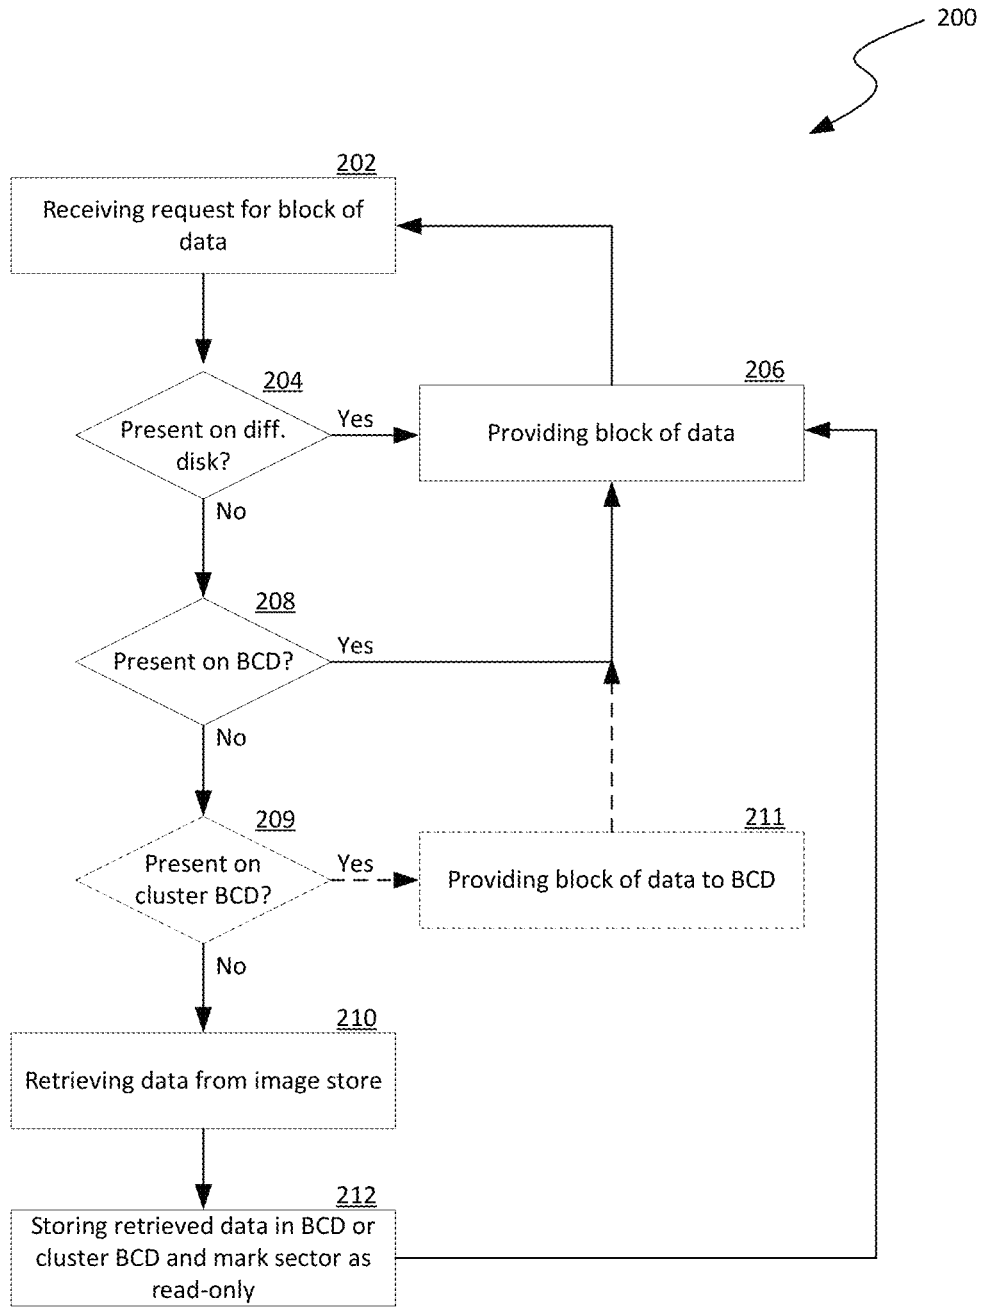 200
202
Receiving request for block of
data
204
Present on diff.
disk?
Yes
No
206
Providing block of data
208
Present on BCD?
Yes
No
209
Present on
cluster BCD?
Yes
No
211
Providing block of data to BCD
210
Retrieving data from image store
212
Storing retrieved data in BCD or
cluster BCD and mark sector as
read-only